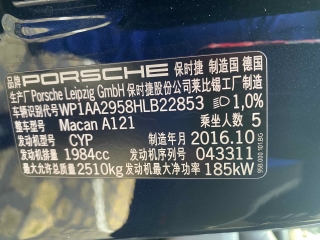 品牌 PORSCHE 保时捷 制造国 德国
生产厂 Porsche Leipzig GmbH 保时捷股份公司莱比锡工厂制造
车辆识别代号 WP1AA2958HLB22853 1,0%
整车型号 Macan A121 乘坐人数 5
发动机型号 CYP 制造年月 2016.10
发动机排量 1984cc 发动机号 043311
最大允许总质量 2510kg 发动机最大净功率 185kW
95B.000.101.BG